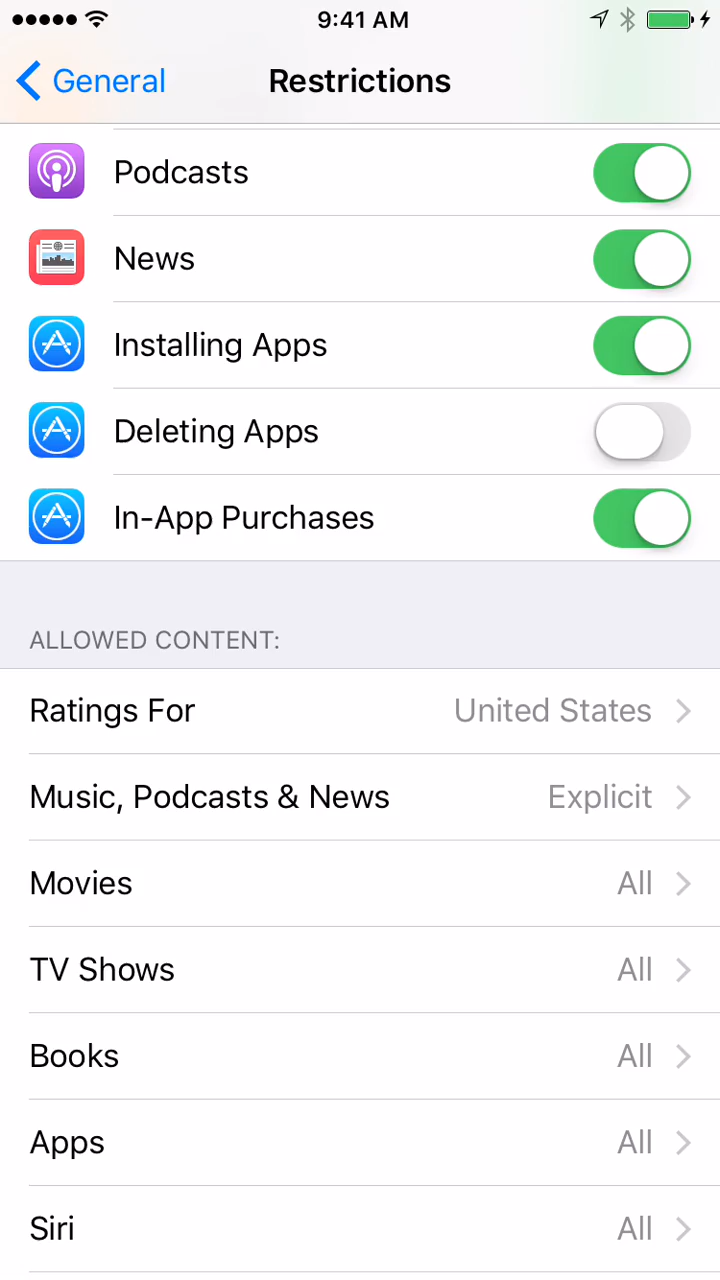 9:41 AM
General
Restrictions
Podcasts
News
Installing Apps
Deleting Apps
In-App Purchases
ALLOWED CONTENT:
Ratings For United States
Music, Podcasts & News Explicit
Movies All
TV Shows All
Books All
Apps All
Siri All